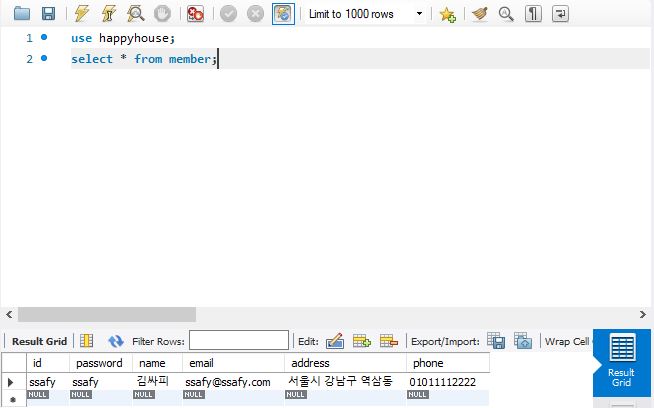 Limit to 1000 rows
1 use happyhouse;
2 select * from member;
Result Grid Filter Rows: Edit: Export/Import: Wrap Cell
id password name email address phone
ssafy ssafy 김싸피 ssafy@ssafy.com 서울시 강남구 역삼동 01011112222
NULL NULL NULL NULL NULL NULL
Result
Grid